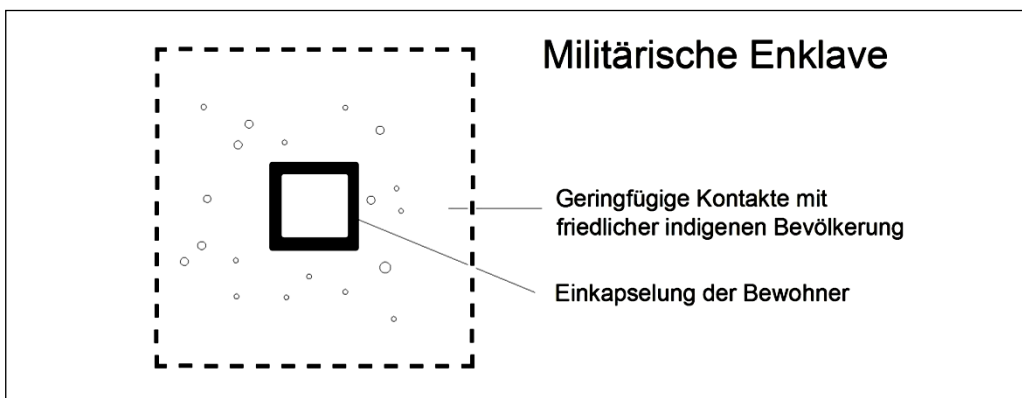 Militärische Enklave
Geringfügige Kontakte mit
friedlicher indigenen Bevölkerung
Einkapselung der Bewohner